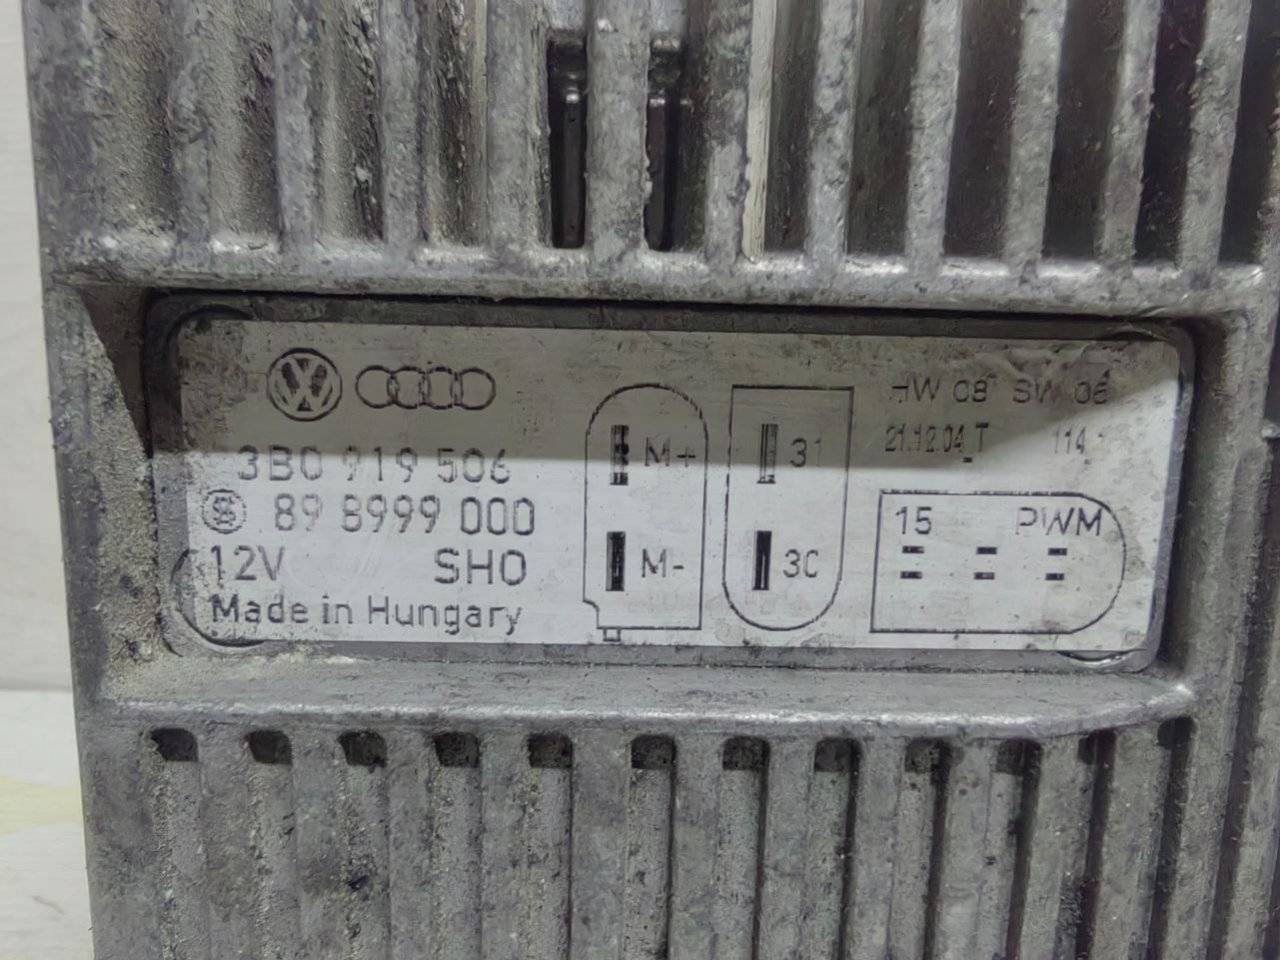 3B0 919 506
89 8999 000
12V SHO
Made in Hungary
M+
M-
31
30
HW 08 SW 06
21.12.04 T 114
15 PWM